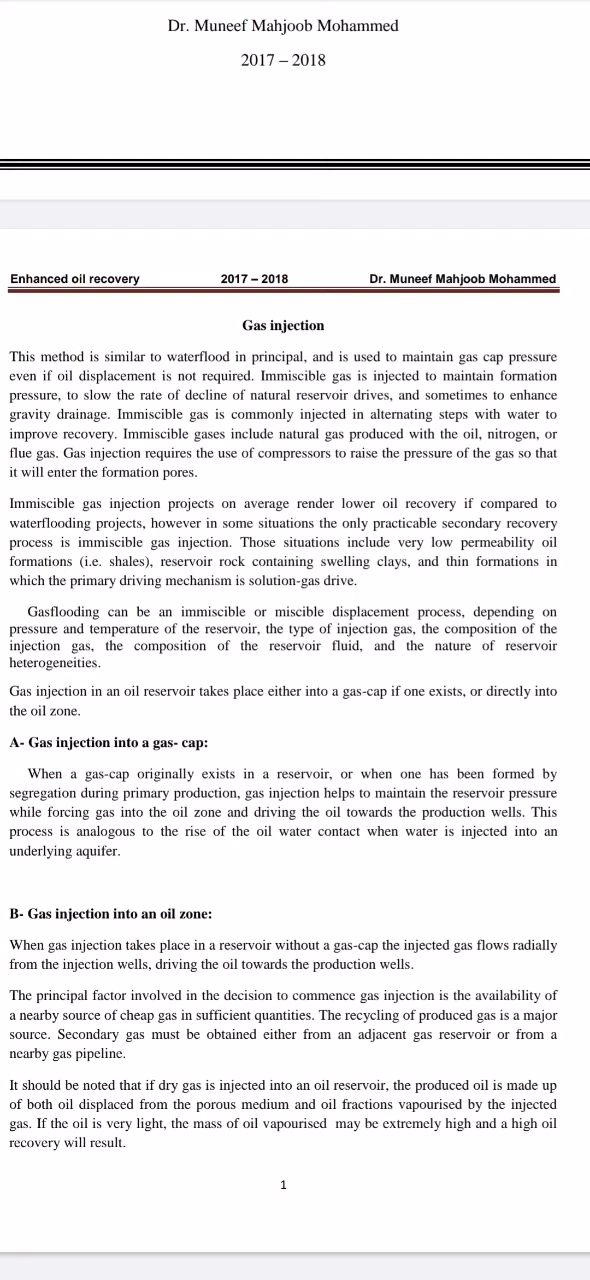 Dr. Muneef Mahjoob Mohammed
2017 – 2018
Enhanced oil recovery 2017 – 2018 Dr. Muneef Mahjoob Mohammed
Gas injection
This method is similar to waterflood in principal, and is used to maintain gas cap pressure
even if oil displacement is not required. Immiscible gas is injected to maintain formation
pressure, to slow the rate of decline of natural reservoir drives, and sometimes to enhance
gravity drainage. Immiscible gas is commonly injected in alternating steps with water to
improve recovery. Immiscible gases include natural gas produced with the oil, nitrogen, or
flue gas. Gas injection requires the use of compressors to raise the pressure of the gas so that
it will enter the formation pores.
Immiscible gas injection projects on average render lower oil recovery if compared to
waterflooding projects, however in some situations the only practicable secondary recovery
process is immiscible gas injection. Those situations include very low permeability oil
formations (i.e. shales), reservoir rock containing swelling clays, and thin formations in
which the primary driving mechanism is solution-gas drive.
Gasflooding can be an immiscible or miscible displacement process, depending on
pressure and temperature of the reservoir, the type of injection gas, the composition of the
injection gas, the composition of the reservoir fluid, and the nature of reservoir
heterogeneities.
Gas injection in an oil reservoir takes place either into a gas-cap if one exists, or directly into
the oil zone.
A- Gas injection into a gas- cap:
When a gas-cap originally exists in a reservoir, or when one has been formed by
segregation during primary production, gas injection helps to maintain the reservoir pressure
while forcing gas into the oil zone and driving the oil towards the production wells. This
process is analogous to the rise of the oil water contact when water is injected into an
underlying aquifer.
B- Gas injection into an oil zone:
When gas injection takes place in a reservoir without a gas-cap the injected gas flows radially
from the injection wells, driving the oil towards the production wells.
The principal factor involved in the decision to commence gas injection is the availability of
a nearby source of cheap gas in sufficient quantities. The recycling of produced gas is a major
source. Secondary gas must be obtained either from an adjacent gas reservoir or from a
nearby gas pipeline.
It should be noted that if dry gas is injected into an oil reservoir, the produced oil is made up
of both oil displaced from the porous medium and oil fractions vapourised by the injected
gas. If the oil is very light, the mass of oil vapourised may be extremely high and a high oil
recovery will result.
1